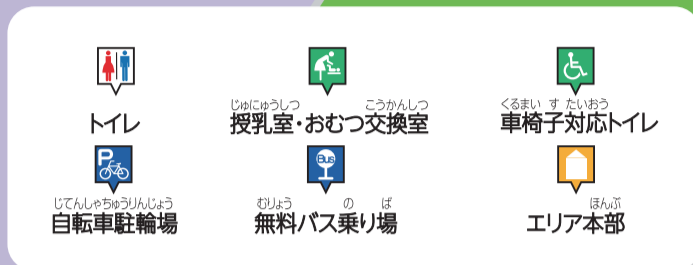 トイレ
じゅにゅうしつ こうかんしつ
授乳室・おむつ交換室
くるまい す たいおう
車椅子対応トイレ
P
Bus
じてんしゃちゅうりんじょう
自転車駐輪場
むりょう の ば
無料バス乗り場
ほんぶ
エリア本部